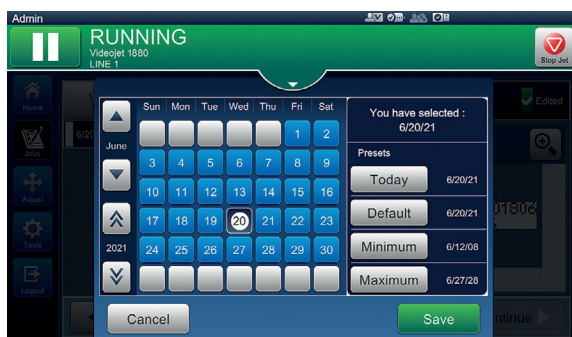 Admin
RUNNING
Videojet 1880
LINE 1
Stop Jet
Home
Jobs
Adjust
Tools
Logout
Edited
6/20
01806
Sun Mon Tue Wed Thu Fri Sat
June
1 2
3 4 5 6 7 8 9
10 11 12 13 14 15 16
17 18 19 20 21 22 23
2021
24 25 26 27 28 29 30
You have selected :
6/20/21
Presets
Today 6/20/21
Default 6/20/21
Minimum 6/12/08
Maximum 6/27/28
Cancel
Save
ntinue